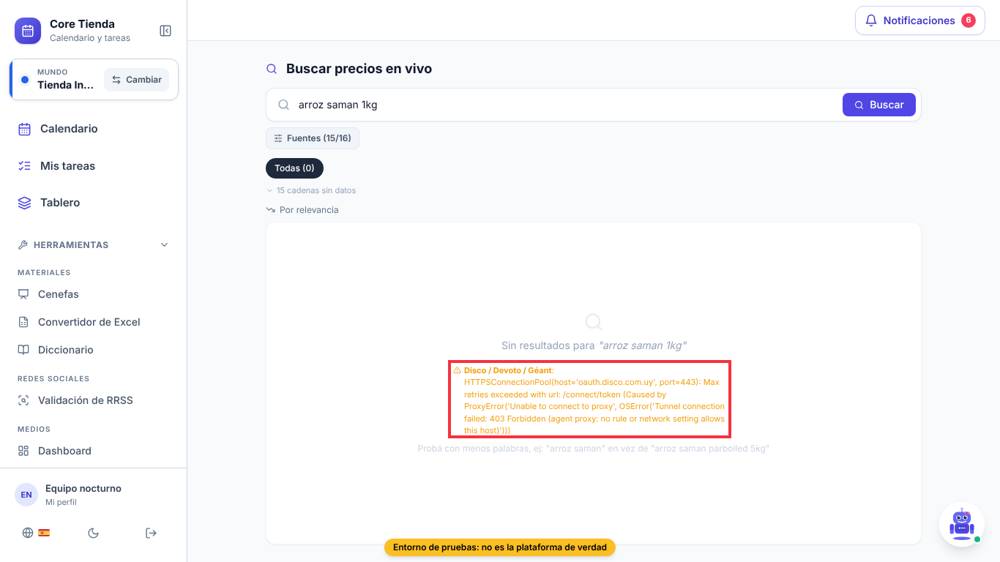 Core Tienda
Calendario y tareas
Notificaciones 6
MUNDO
Tienda In...
Cambiar
Calendario
Mis tareas
Tablero
HERRAMIENTAS
MATERIALES
Cenefas
Convertidor de Excel
Diccionario
REDES SOCIALES
Validación de RRSS
MEDIOS
Dashboard
EN
Equipo nocturno
Mi perfil
Buscar precios en vivo
arroz saman 1kg
Buscar
Fuentes (15/16)
Todas (0)
15 cadenas sin datos
Por relevancia
Sin resultados para "arroz saman 1kg"
Disco / Devoto / Géant:
HTTPSConnectionPool(host='oauth.disco.com.uy', port=443): Max
retries exceeded with url: /connect/token (Caused by
ProxyError('Unable to connect to proxy', OSError('Tunnel connection
failed: 403 Forbidden (agent proxy: no rule or network setting allows
this host)')))
Probá con menos palabras, ej: "arroz saman" en vez de "arroz saman parboiled 5kg"
Entorno de pruebas: no es la plataforma de verdad